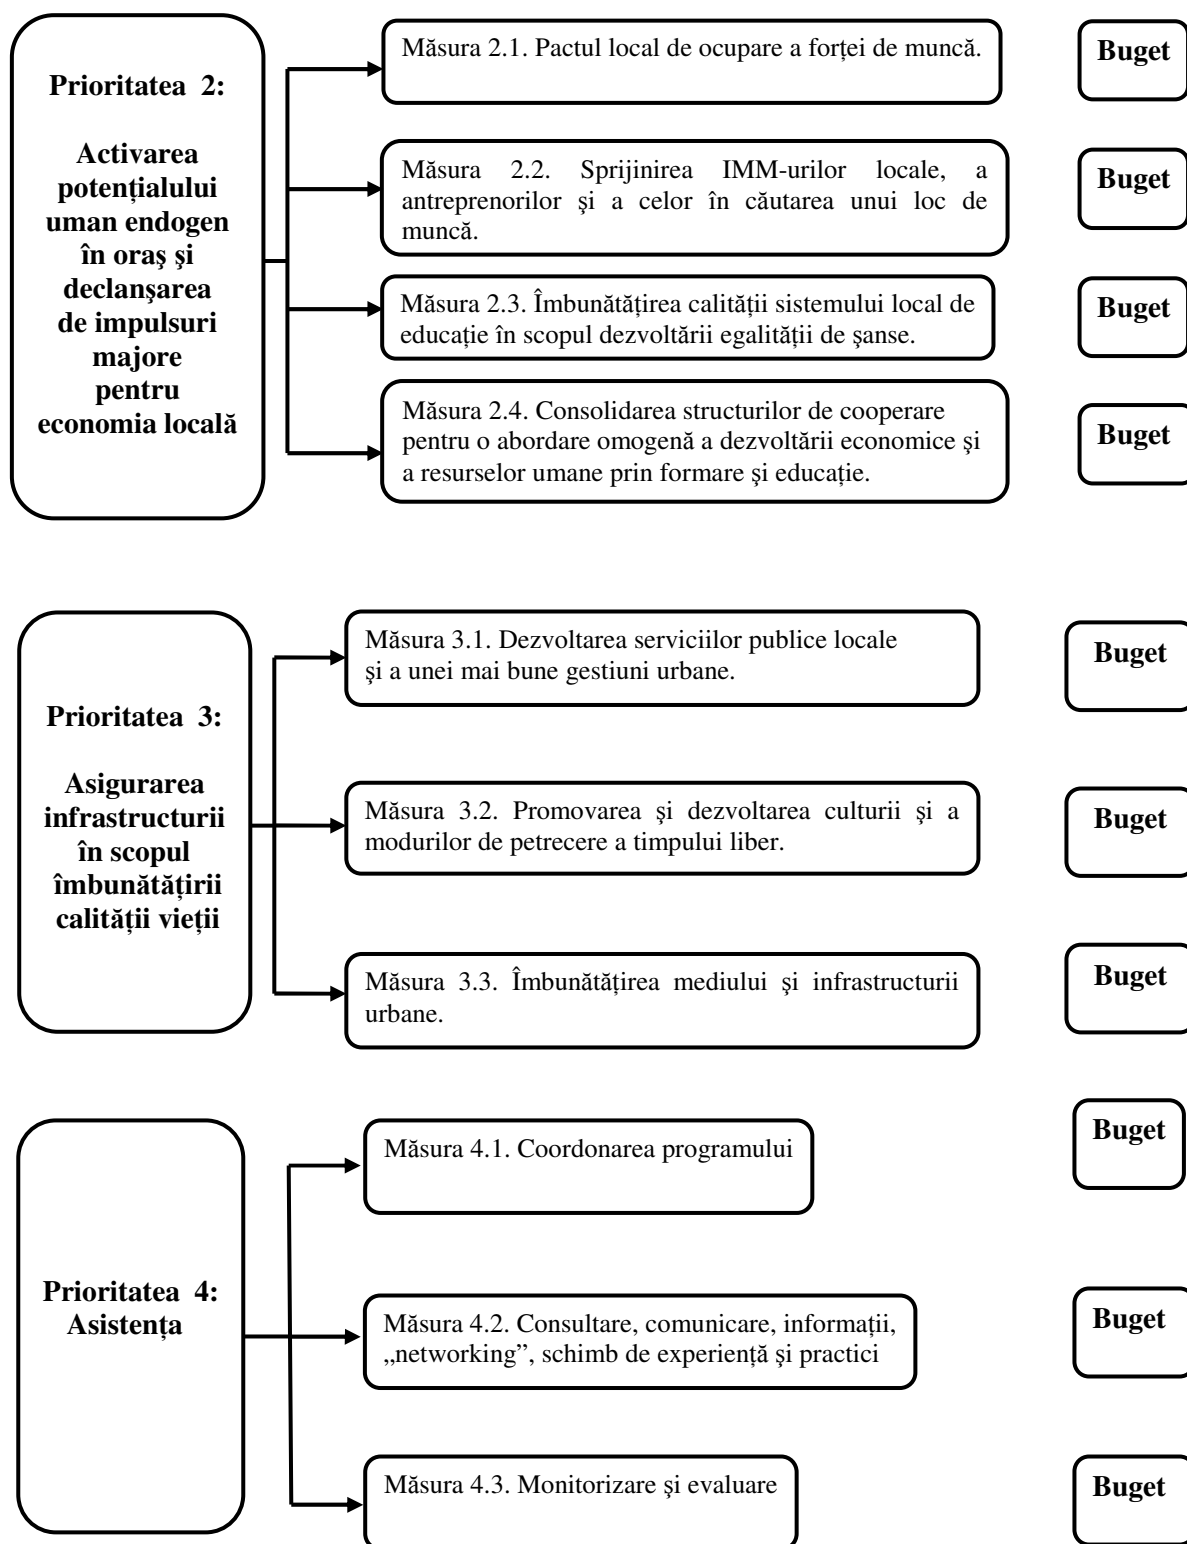 Prioritatea 2:
Activarea
potențialului
uman endogen
în oraş şi
declanşarea
de impulsuri
majore
pentru
economia locală
Măsura 2.1. Pactul local de ocupare a forței de muncă.
Buget
Măsura 2.2. Sprijinirea IMM-urilor locale, a
antreprenorilor şi a celor în căutarea unui loc de
muncă.
Buget
Măsura 2.3. Îmbunătățirea calității sistemului local de
educație în scopul dezvoltării egalității de şanse.
Buget
Măsura 2.4. Consolidarea structurilor de cooperare
pentru o abordare omogenă a dezvoltării economice şi
a resurselor umane prin formare şi educație.
Buget
Prioritatea 3:
Asigurarea
infrastructurii
în scopul
îmbunătățirii
calității vieții
Măsura 3.1. Dezvoltarea serviciilor publice locale
şi a unei mai bune gestiuni urbane.
Buget
Măsura 3.2. Promovarea şi dezvoltarea culturii şi a
modurilor de petrecere a timpului liber.
Buget
Măsura 3.3. Îmbunătățirea mediului şi infrastructurii
urbane.
Buget
Prioritatea 4:
Asistența
Măsura 4.1. Coordonarea programului
Buget
Măsura 4.2. Consultare, comunicare, informații,
„networking”, schimb de experiență şi practici
Buget
Măsura 4.3. Monitorizare şi evaluare
Buget